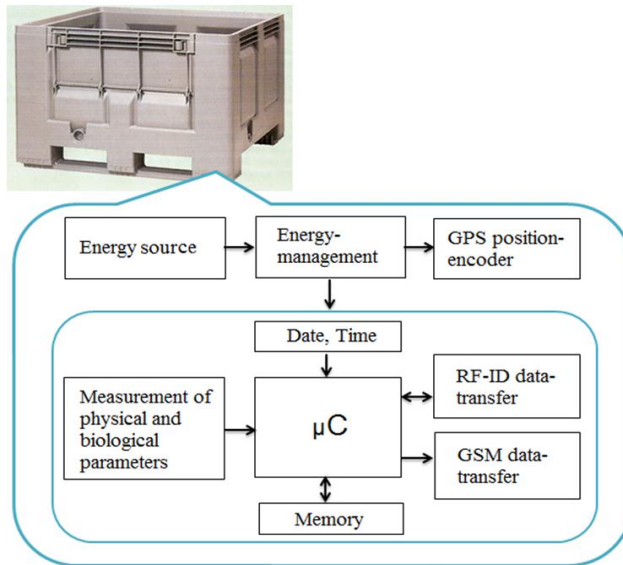 Energy source
Energy-
management
GPS position-
encoder
Date, Time
Measurement of
physical and
biological
parameters
µC
RF-ID data-
transfer
GSM data-
transfer
Memory